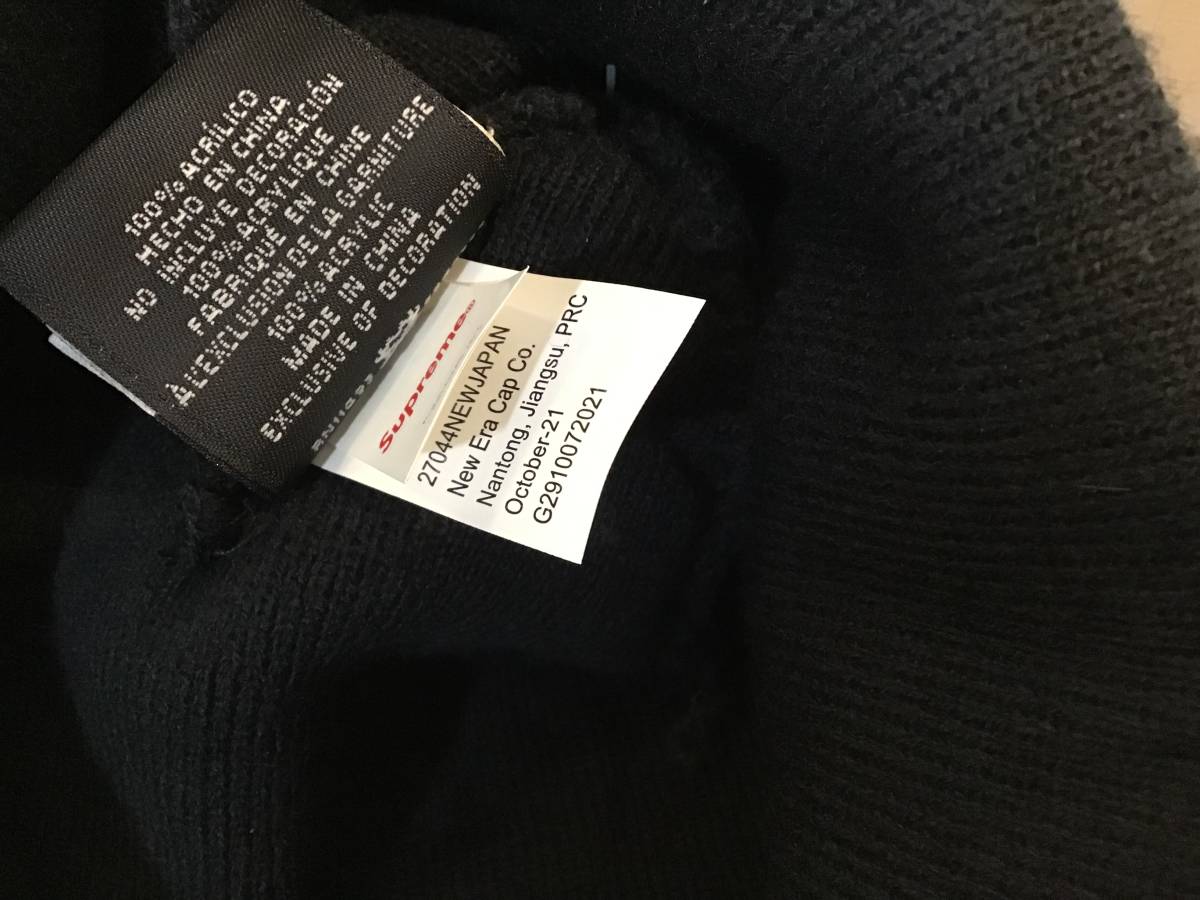 100% ACRÍLICO
HECHO EN CHINA
NO INCLUYE DECORACIÓN
100% ACRYLIQUE
FABRIQUE EN CHINE
A l'EXCLUSION DE LA GARNITURE
100% ACRYLIC
MADE IN CHINA
EXCLUSIVE OF DECORATION
Supreme®
27044NEWJAPAN
New Era Cap Co.
Nantong, Jiangsu, PRC
October-21
G2910072021